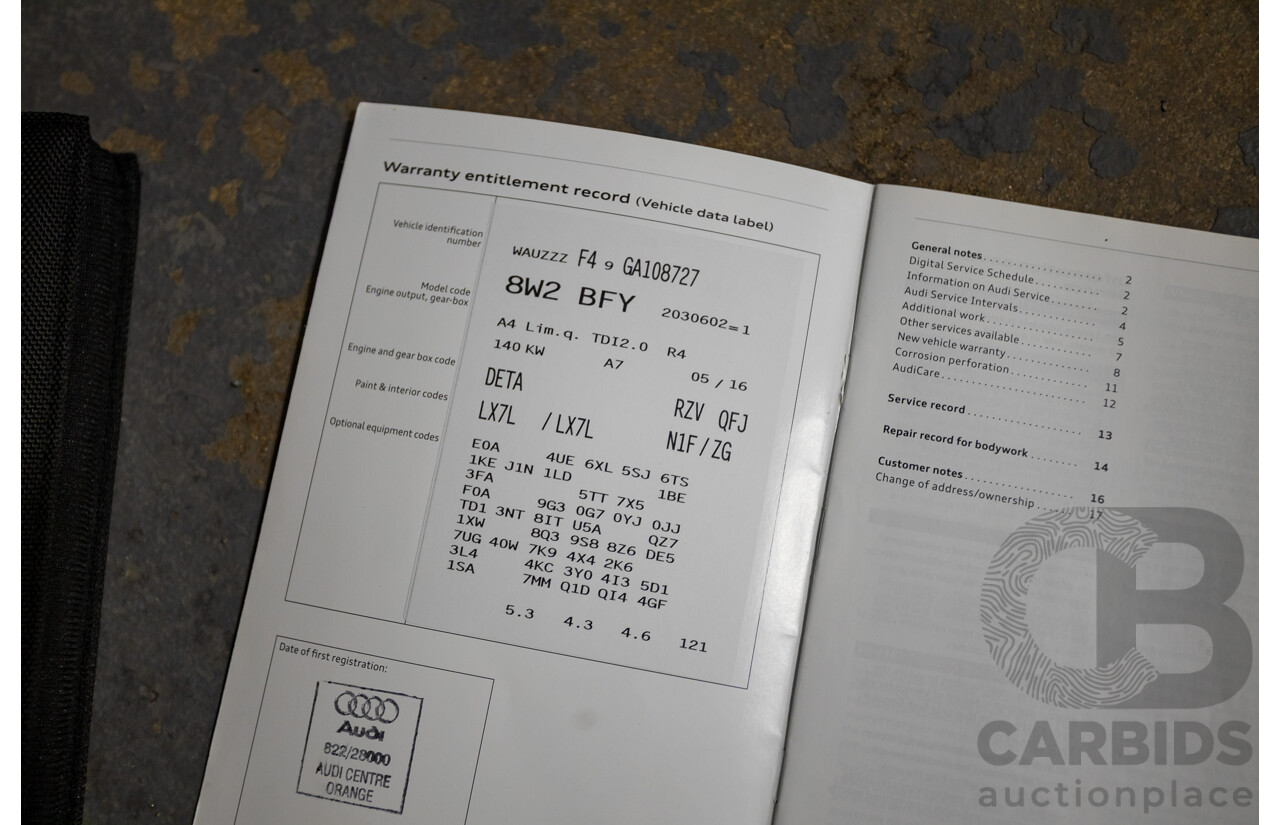 Warranty entitlement record (Vehicle data label)
Vehicle identification
number
WAUZZZ F4 9 GA108727
Model code
8W2 BFY 2030602=1
Engine output, gear-box
A4 Lim.q. TDI2.0 R4
140 KW A7 05 / 16
Engine and gear box code
DETA RZV QFJ
Paint & interior codes
LX7L / LX7L N1F / ZG
Optional equipment codes
E0A 4UE 6XL 5SJ 6TS
1KE J1N 1LD 1BE
3FA 5TT 7X5
F0A 9G3 0G7 0YJ 0JJ
TD1 3NT 8IT U5A QZ7
1XW 8Q3 9S8 8Z6 DE5
7UG 40W 7K9 4X4 2K6
3L4 4KC 3Y0 4I3 5D1
1SA 7MM Q1D QI4 4GF
5.3 4.3 4.6 121
Date of first registration:
Audi
822/28000
AUDI CENTRE
ORANGE
General notes 2
Digital Service Schedule 2
Information on Audi Service 2
Audi Service Intervals 4
Additional work 5
Other services available 7
New vehicle warranty 8
Corrosion perforation 11
AudiCare 12
Service record 13
Repair record for bodywork 14
Customer notes 16
Change of address/ownership 17
CB
CARBIDS
auctionplace